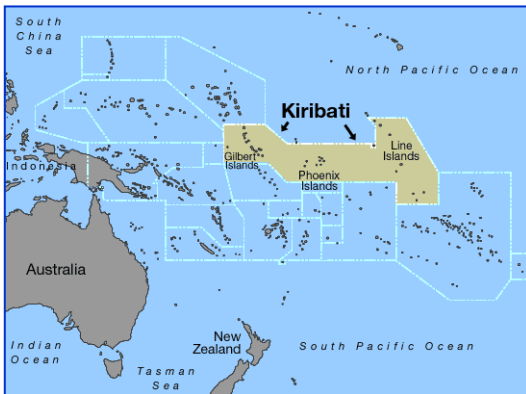 South
China
Sea
North Pacific Ocean
Kiribati
Gilbert
Islands
Line
Islands
Phoenix
Islands
Indonesia
Australia
New
Zealand
South Pacific Ocean
Indian
Ocean
Tasman
Sea